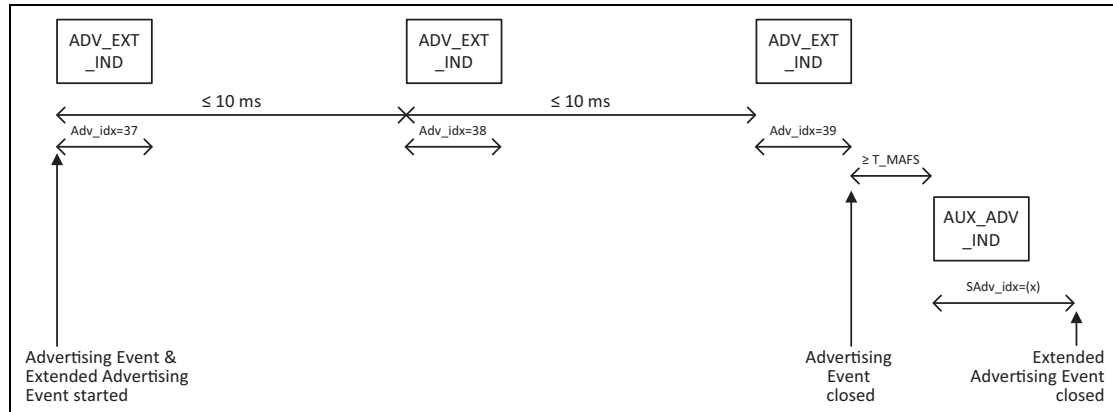 ADV_EXT
_IND
ADV_EXT
_IND
ADV_EXT
_IND
≤ 10 ms
≤ 10 ms
Adv_idx=37
Adv_idx=38
Adv_idx=39
≥ T_MAFS
AUX_ADV
_IND
SAdv_idx=(x)
Advertising Event &
Extended Advertising
Event started
Advertising
Event
closed
Extended
Advertising Event
closed